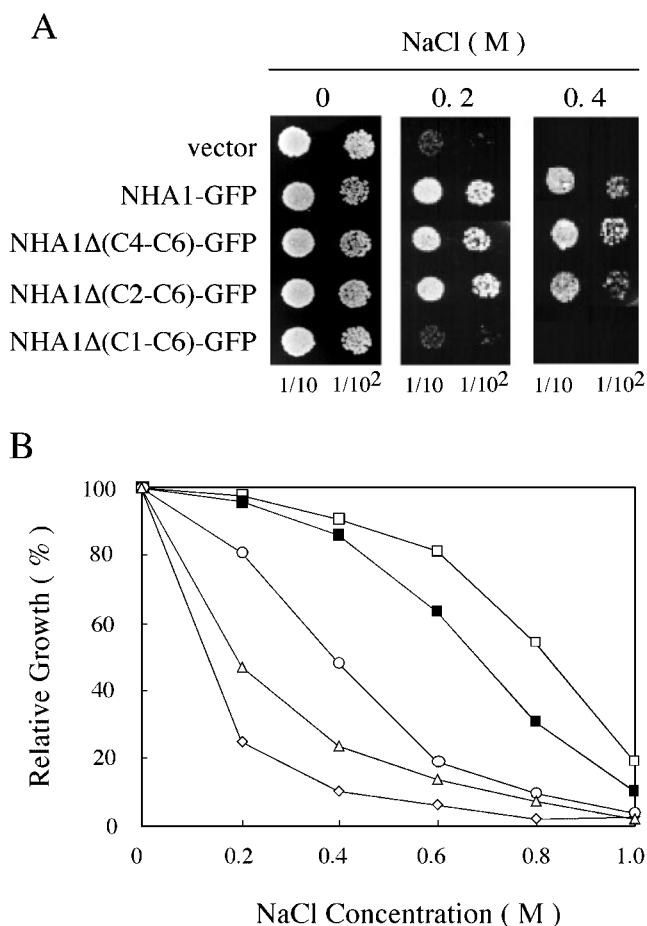 A
NaCl ( M )
0 0. 2 0. 4
vector
NHA1-GFP
NHA1Δ(C4-C6)-GFP
NHA1Δ(C2-C6)-GFP
NHA1Δ(C1-C6)-GFP
1/10 1/10² 1/10 1/10² 1/10 1/10²
B
100
80
60
40
20
0
Relative Growth ( % )
0 0.2 0.4 0.6 0.8 1.0
NaCl Concentration ( M )